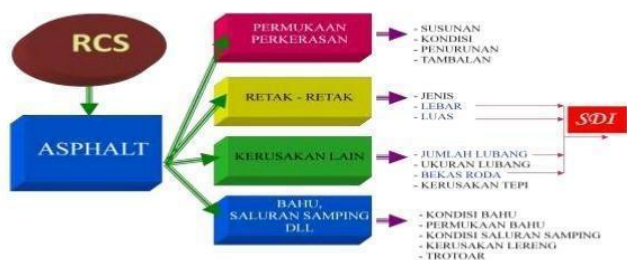 RCS
ASPHALT
PERMUKAAN
PERKERASAN
- SUSUNAN
- KONDISI
- PENURUNAN
- TAMBALAN
RETAK - RETAK
- JENIS
- LEBAR
- LUAS
SDI
KERUSAKAN LAIN
- JUMLAH LUBANG
- UKURAN LUBANG
- BEKAS RODA
- KERUSAKAN TEPI
BAHU,
SALURAN SAMPING
DLL
- KONDISI BAHU
- PERMUKAAN BAHU
- KONDISI SALURAN SAMPING
- KERUSAKAN LERENG
- TROTOAR